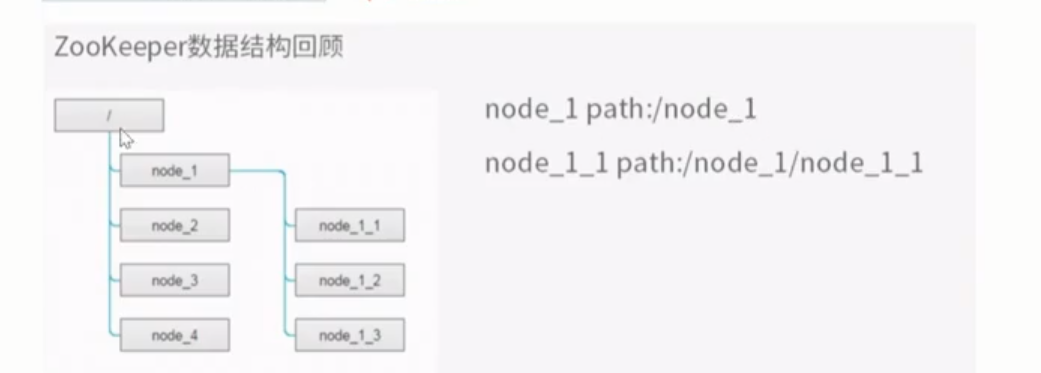 ZooKeeper数据结构回顾
/
node_1
node_2
node_3
node_4
node_1_1
node_1_2
node_1_3
node_1 path:/node_1
node_1_1 path:/node_1/node_1_1